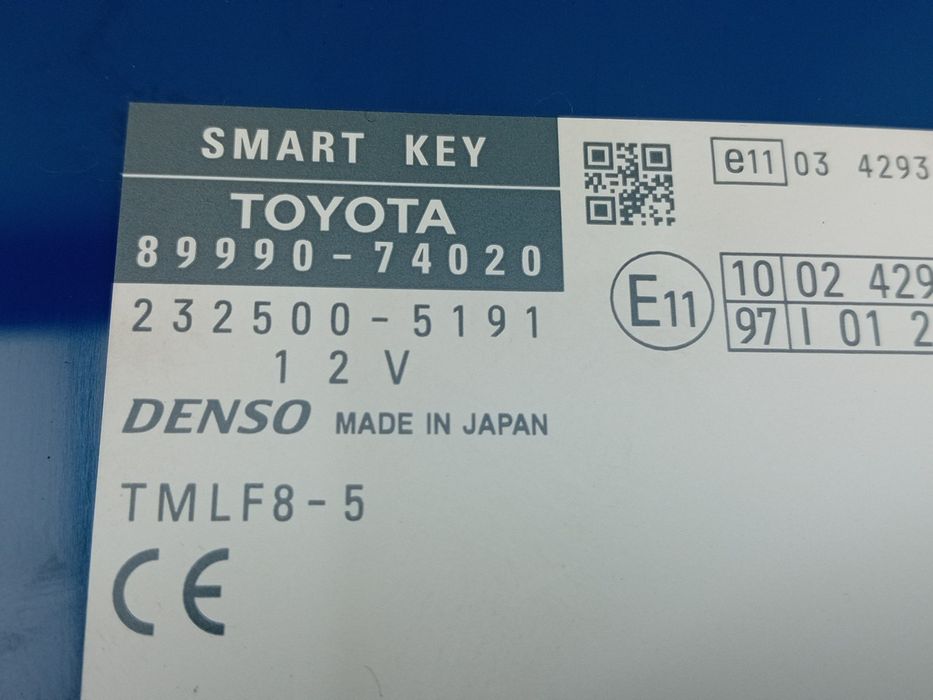 SMART KEY
TOYOTA
89990-74020
232500-5191
12V
DENSO MADE IN JAPAN
TMLF8-5
CE
e11 03 4293
E11
10 02 429
97 I 01 2